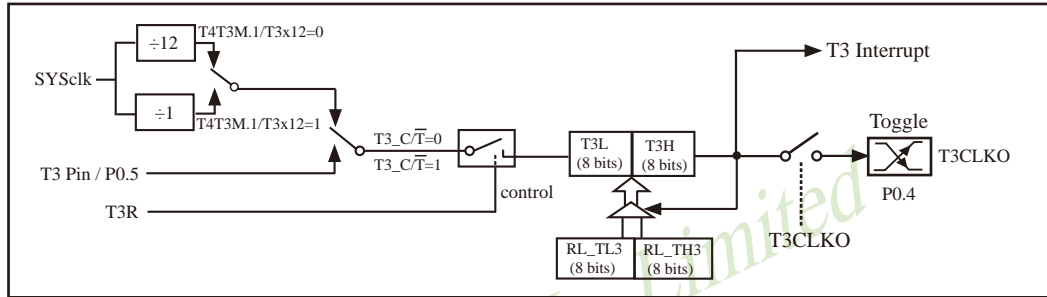 T4T3M.1/T3x12=0
÷12
SYSclk
÷1
T4T3M.1/T3x12=1
T3 Pin / P0.5
T3R
T3_C/T̅=0
T3_C/T̅=1
control
T3L
(8 bits)
T3H
(8 bits)
RL_TL3
(8 bits)
RL_TH3
(8 bits)
T3 Interrupt
Toggle
T3CLKO
P0.4
T3CLKO
Limited